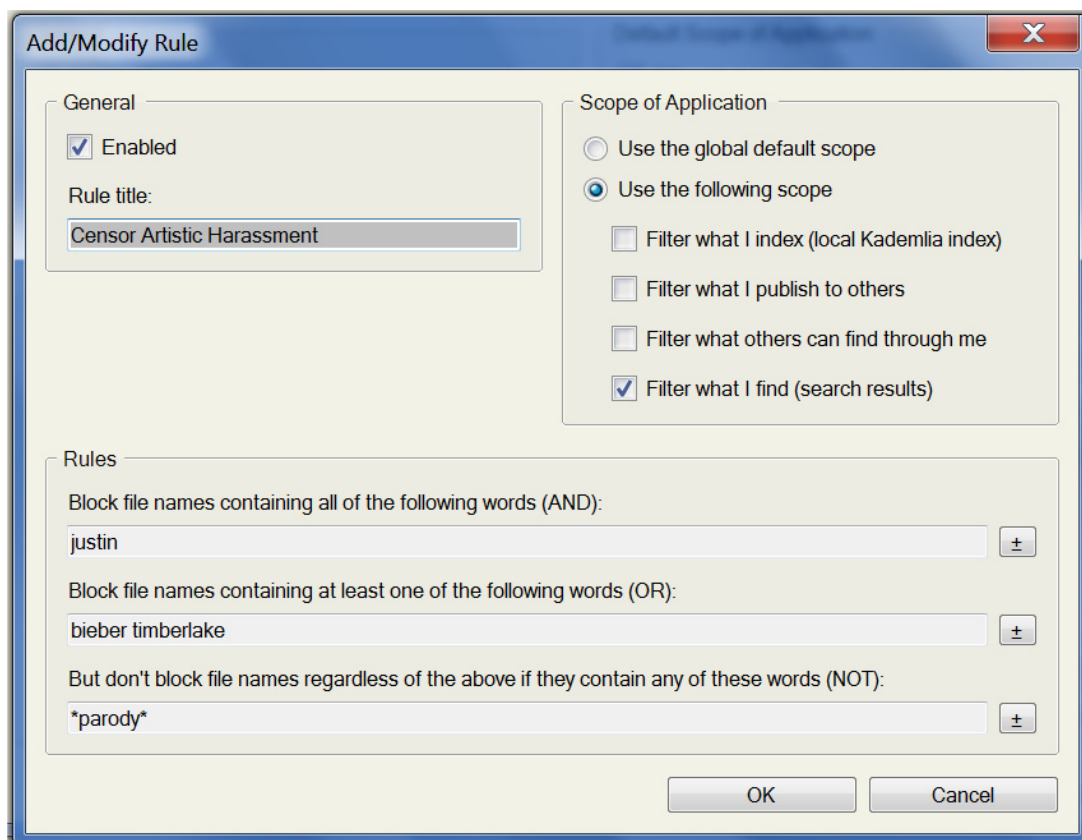 Add/Modify Rule
Default Scope of Application
General
Enabled
Rule title:
Censor Artistic Harassment
Scope of Application
Use the global default scope
Use the following scope
Filter what I index (local Kademlia index)
Filter what I publish to others
Filter what others can find through me
Filter what I find (search results)
Rules
Block file names containing all of the following words (AND):
justin
±
Block file names containing at least one of the following words (OR):
bieber timberlake
±
But don't block file names regardless of the above if they contain any of these words (NOT):
*parody*
±
OK
Cancel